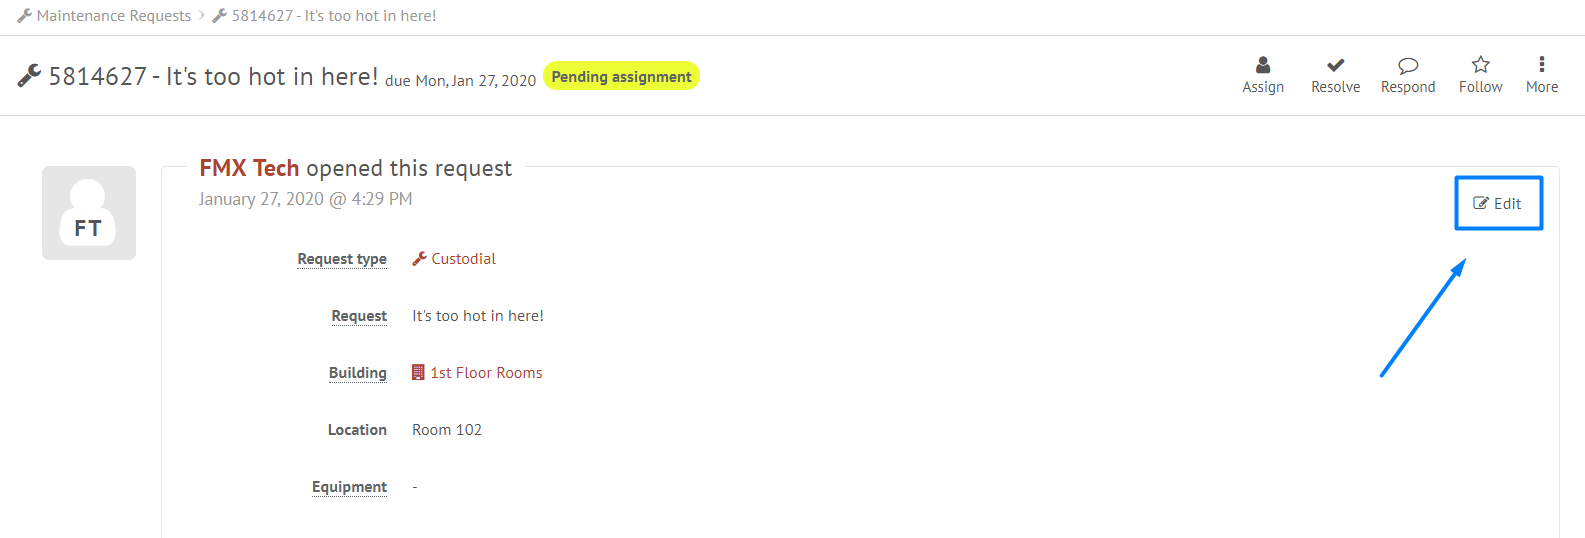 Maintenance Requests > 5814627 - It's too hot in here!
5814627 - It's too hot in here! due Mon, Jan 27, 2020 Pending assignment
Assign Resolve Respond Follow More
FMX Tech opened this request
January 27, 2020 @ 4:29 PM
FT
Edit
Request type Custodial
Request It's too hot in here!
Building 1st Floor Rooms
Location Room 102
Equipment -